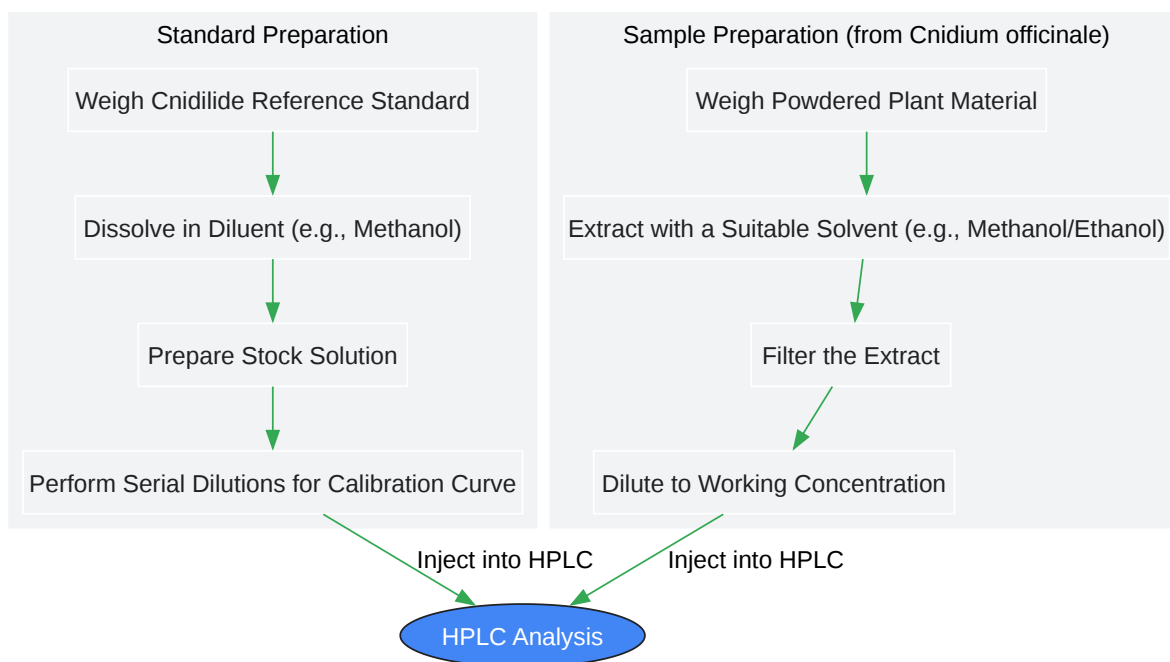 Standard Preparation
Weigh Cnidilide Reference Standard
Dissolve in Diluent (e.g., Methanol)
Prepare Stock Solution
Perform Serial Dilutions for Calibration Curve
Sample Preparation (from Cnidium officinale)
Weigh Powdered Plant Material
Extract with a Suitable Solvent (e.g., Methanol/Ethanol)
Filter the Extract
Dilute to Working Concentration
Inject into HPLC
Inject into HPLC
HPLC Analysis